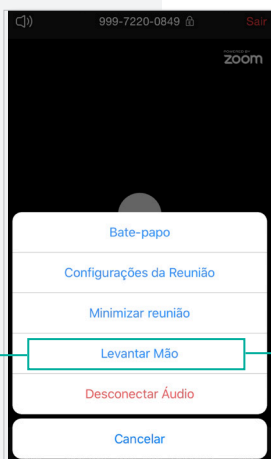 999-7220-0849
Sair
POWERED BY
zoom
Bate-papo
Configurações da Reunião
Minimizar reunião
Levantar Mão
Desconectar Áudio
Cancelar